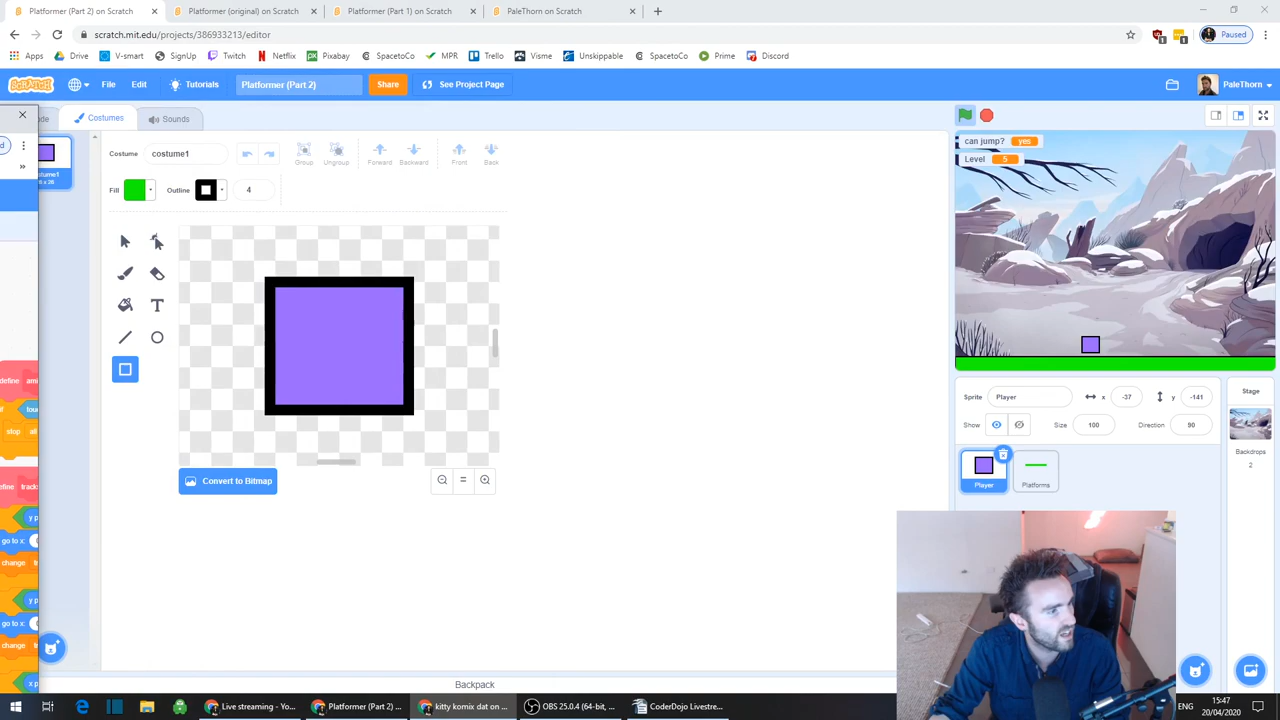 Platformer (Part 2) on Scratch
Platformer (original) on Scratch
Platformer (Part 1) on Scratch
PaleThorn on Scratch
scratch.mit.edu/projects/386933213/editor
Paused
Apps
Drive
V-smart
SignUp
Twitch
Netflix
Pixabay
SpacetoCo
MPR
Trello
Visme
Unskippable
SpacetoCo
Prime
Discord
SCRATCH
File
Edit
Tutorials
Platformer (Part 2)
Share
See Project Page
PaleThorn
Costumes
Sounds
Costume
costume1
Group
Ungroup
Forward
Backward
Front
Back
Fill
Outline
4
can jump? yes
Level 5
Convert to Bitmap
Sprite
Player
x
-37
y
-141
Show
Size
100
Direction
90
Stage
Backdrops
2
Player
Platforms
define
stop all
y p
go to x:
y p
go to x:
change
x p
Backpack
Live streaming - Yo...
Platformer (Part 2) ...
kitty komix dat on ...
OBS 25.0.4 (64-bit, ...
CoderDojo Livestre...
ENG
15:47
20/04/2020